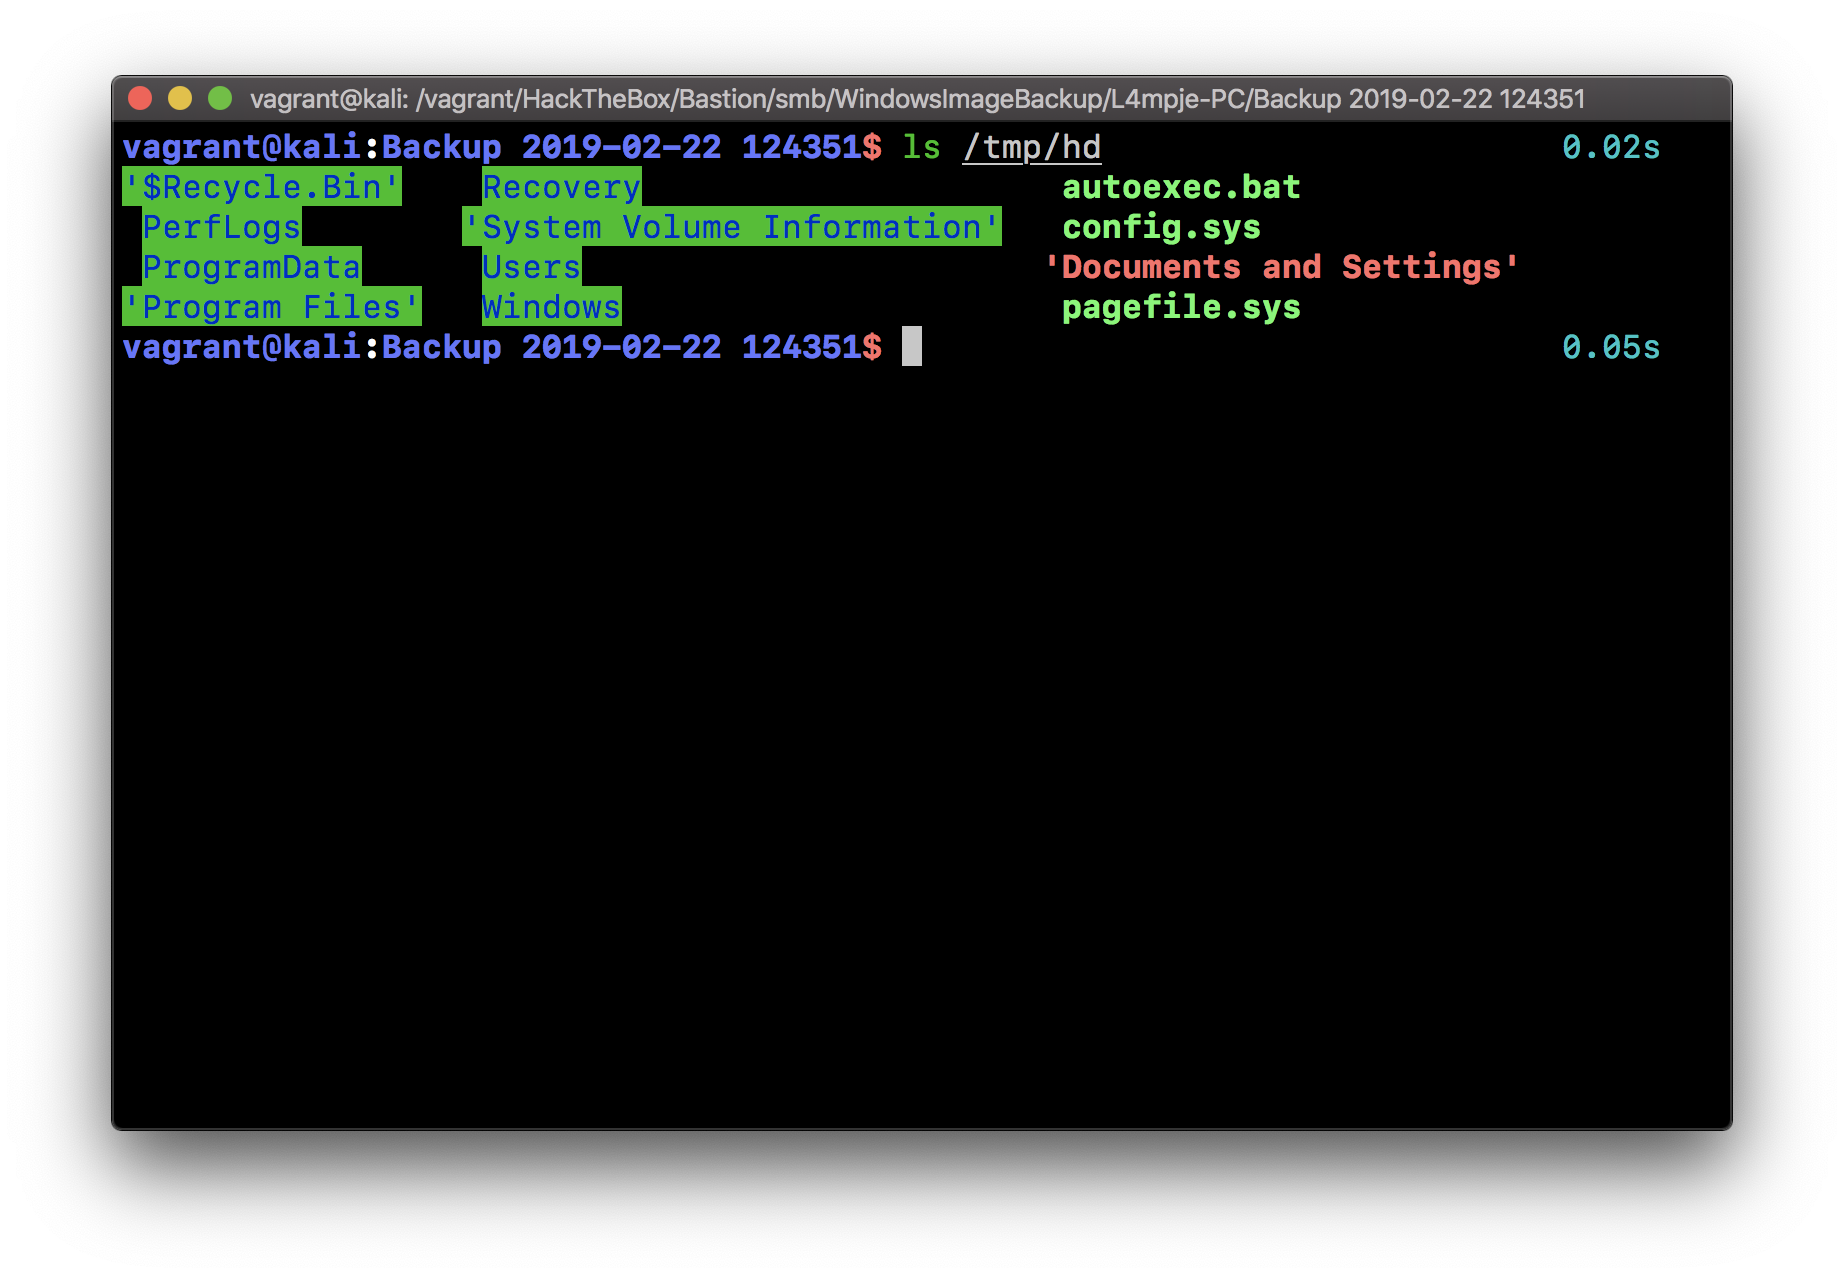 vagrant@kali: /vagrant/HackTheBox/Bastion/smb/WindowsImageBackup/L4mpje-PC/Backup 2019-02-22 124351
vagrant@kali:Backup 2019-02-22 124351$ ls /tmp/hd 0.02s
'$Recycle.Bin' Recovery autoexec.bat
PerfLogs 'System Volume Information' config.sys
ProgramData Users 'Documents and Settings'
'Program Files' Windows pagefile.sys
vagrant@kali:Backup 2019-02-22 124351$ 0.05s